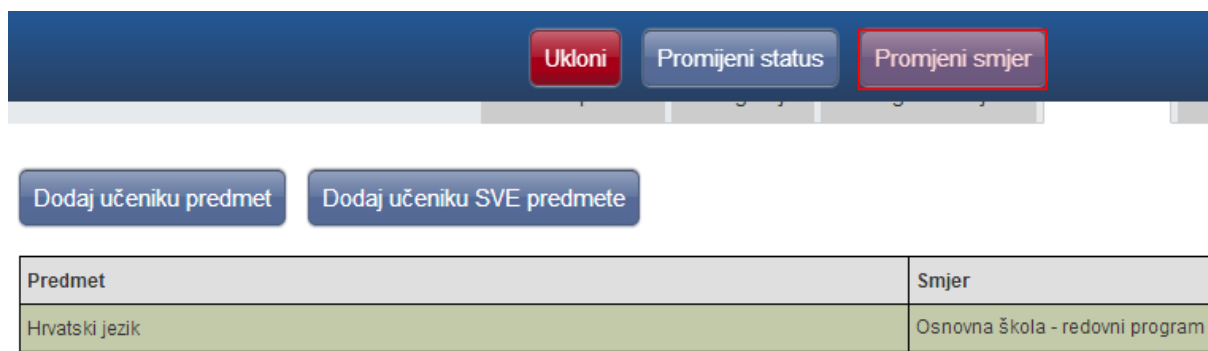 Ukloni Promijeni status Promjeni smjer
Dodaj učeniku predmet Dodaj učeniku SVE predmete
Predmet Smjer
Hrvatski jezik Osnovna škola - redovni program